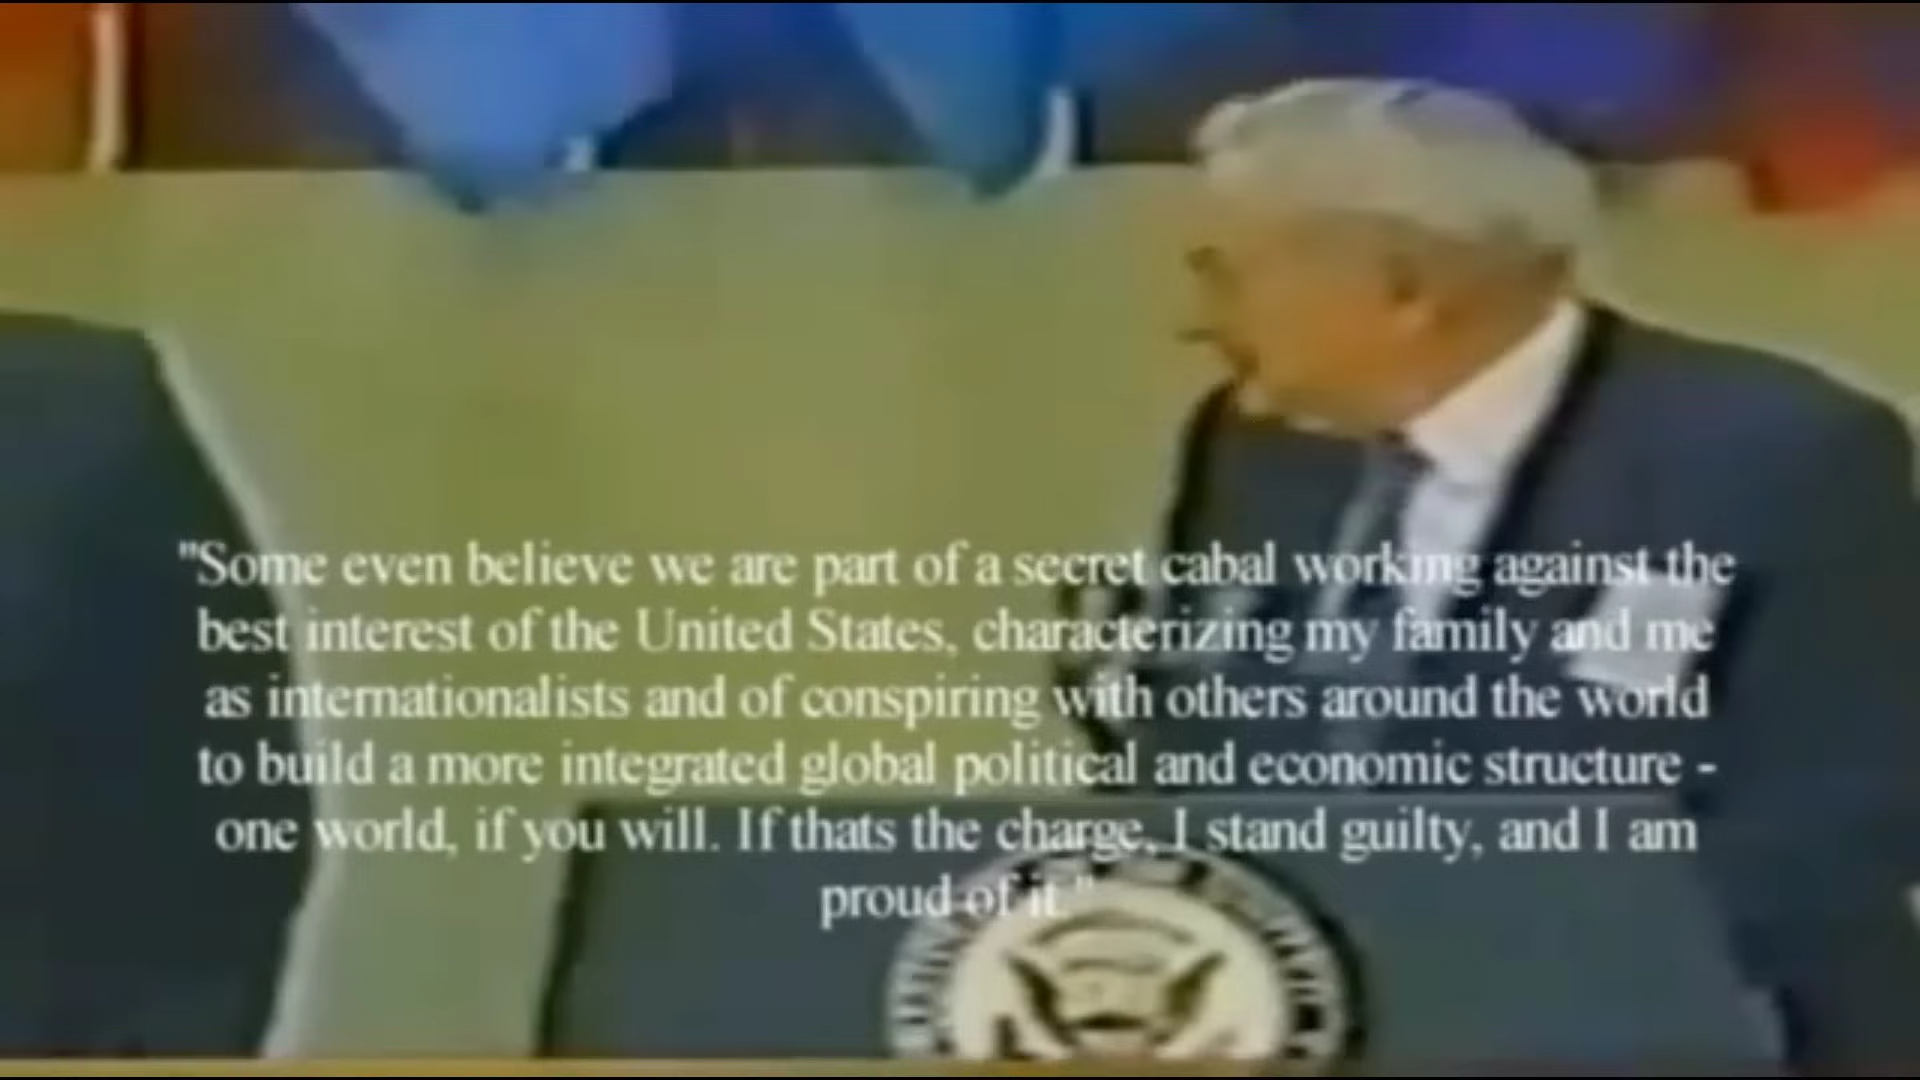 "Some even believe we are part of a secret cabal working against the
best interest of the United States, characterizing my family and me
as internationalists and of conspiring with others around the world
to build a more integrated global political and economic structure -
one world, if you will. If thats the charge, I stand guilty, and I am
proud of it."